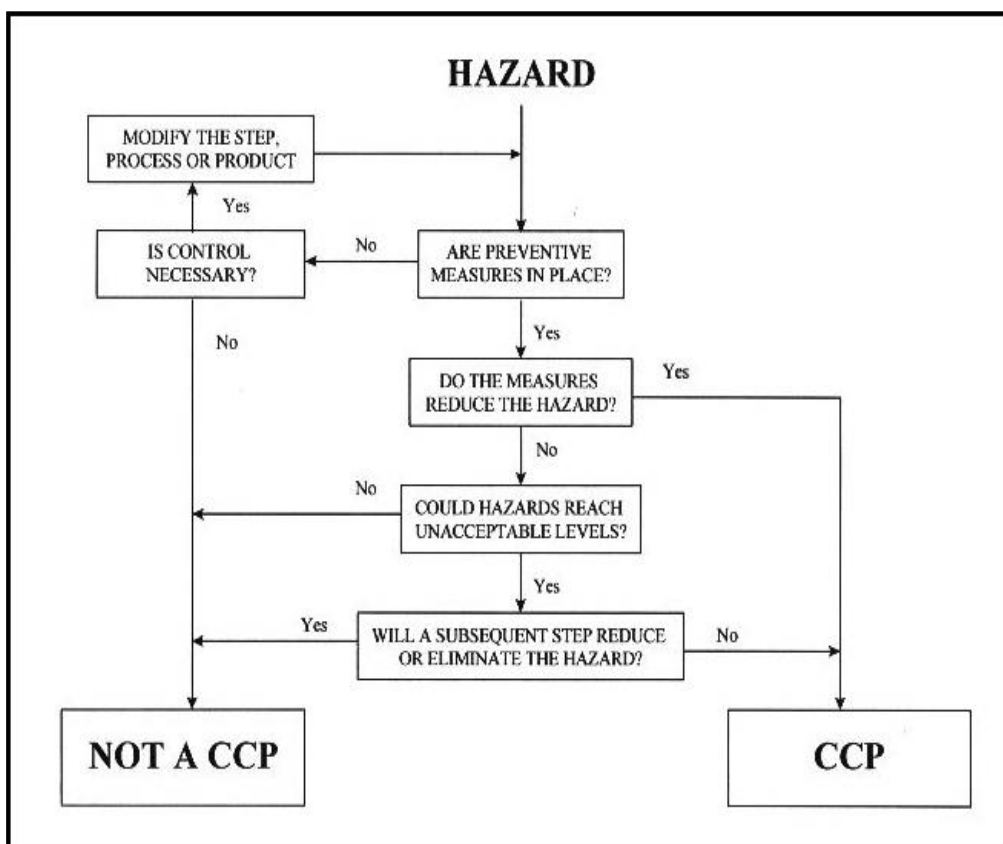 HAZARD
MODIFY THE STEP,
PROCESS OR PRODUCT
Yes
IS CONTROL
NECESSARY?
No
ARE PREVENTIVE
MEASURES IN PLACE?
No
Yes
DO THE MEASURES
REDUCE THE HAZARD?
Yes
No
No
COULD HAZARDS REACH
UNACCEPTABLE LEVELS?
Yes
Yes
WILL A SUBSEQUENT STEP REDUCE
OR ELIMINATE THE HAZARD?
No
NOT A CCP
CCP